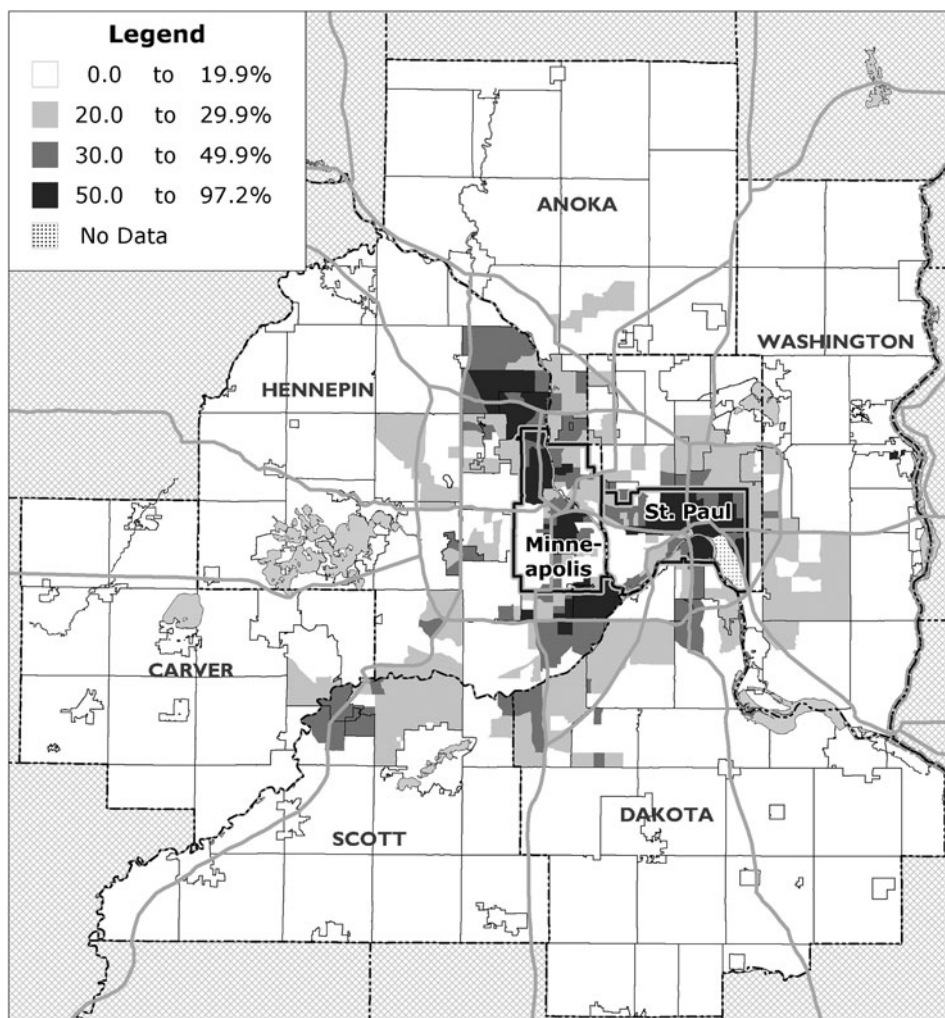 Legend
0.0 to 19.9%
20.0 to 29.9%
30.0 to 49.9%
50.0 to 97.2%
No Data
ANOKA
WASHINGTON
HENNEPIN
St. Paul
Minne-
apolis
CARVER
DAKOTA
SCOTT